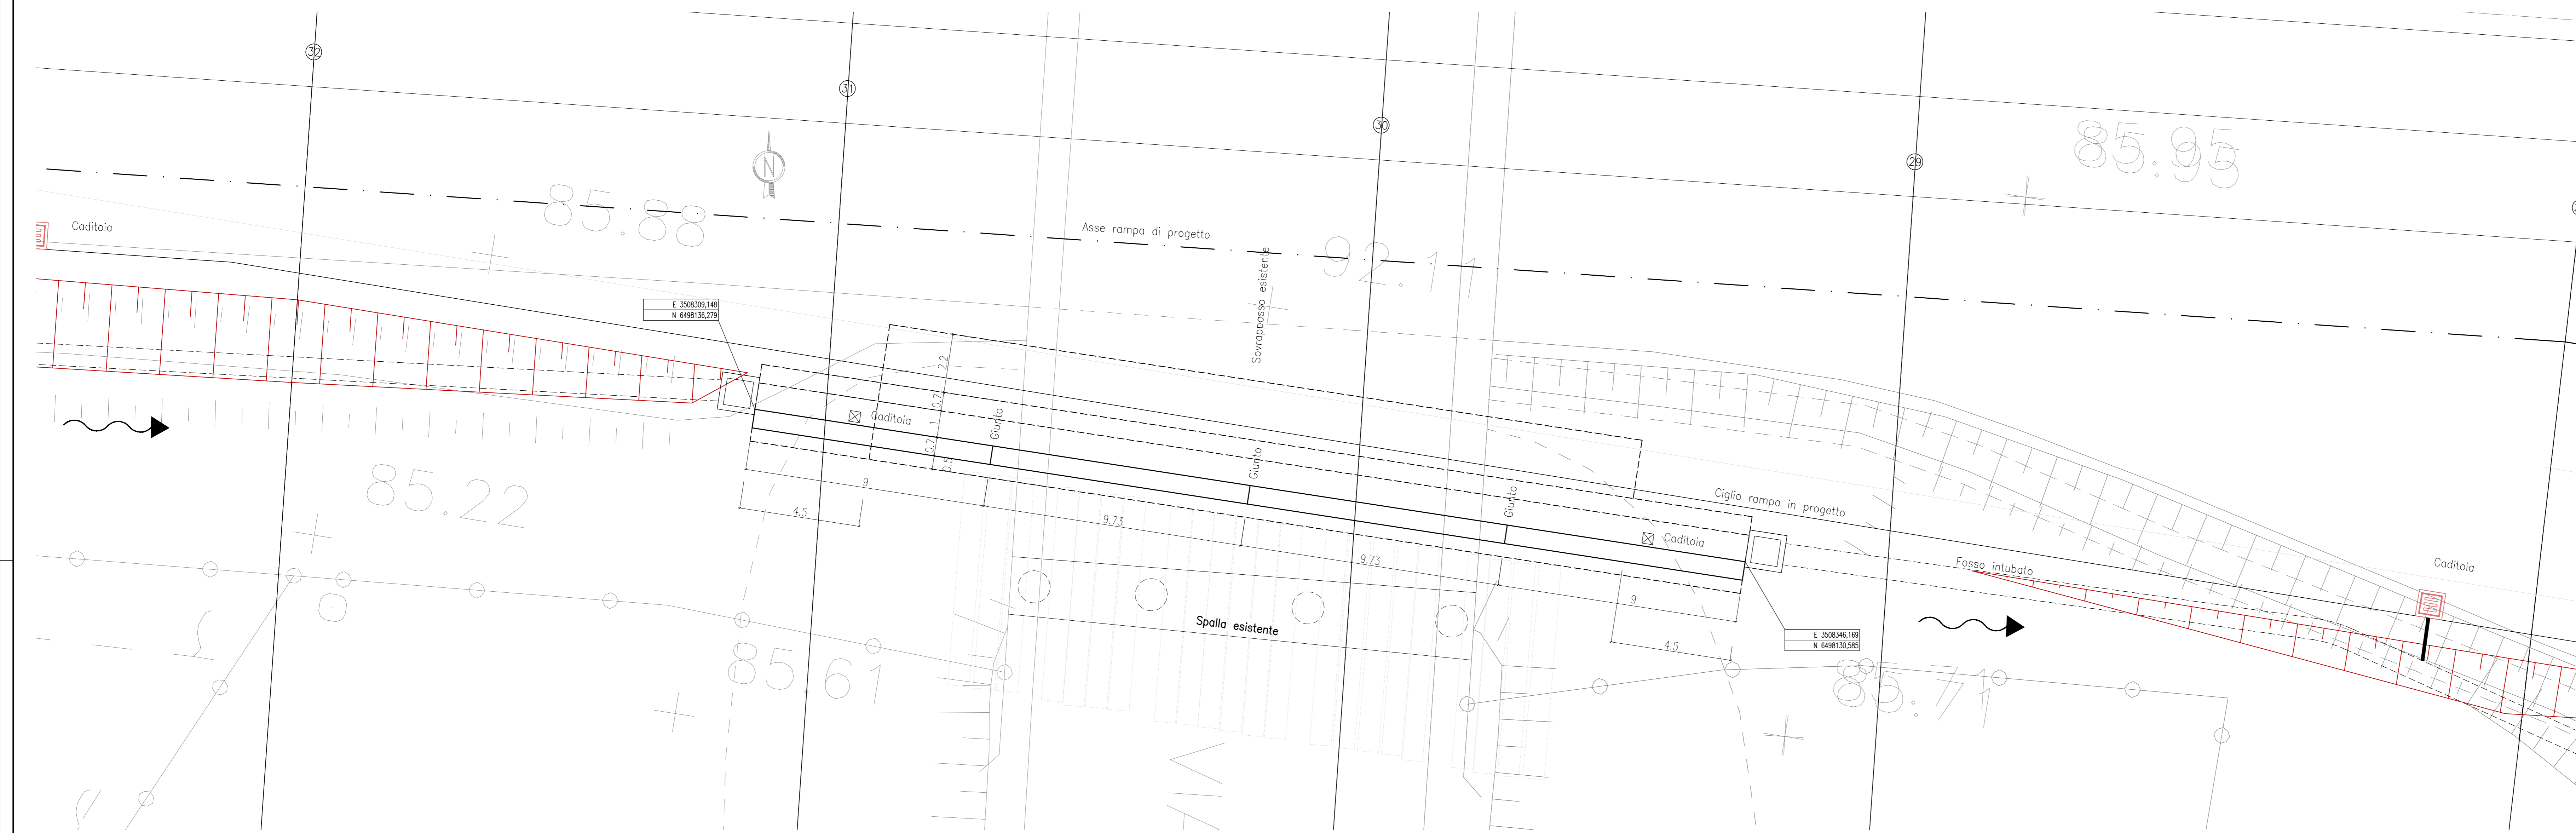 32
31
30
29
N
85.88
85.95
92.11
Caditoia
Asse rampa di progetto
Sovrappasso esistente
E 3508309,148
N 6498136,279
2.2
0.7
1
0.7
0.5
Caditoia
Giunto
Giunto
Giunto
Caditoia
9
4.5
9.73
9.73
9
4.5
85.22
Ciglio rampa in progetto
Fosso intubato
Caditoia
Spalla esistente
E 3508346,169
N 6498130,585
85.61
85.71